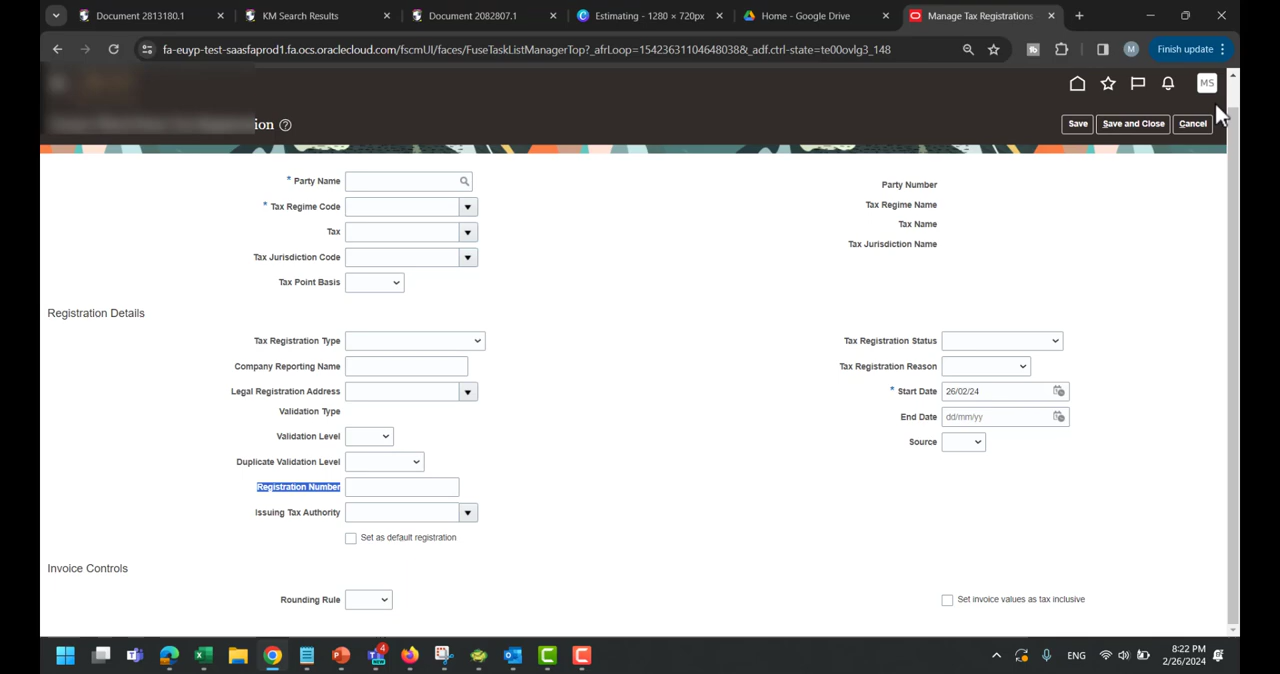 Document 2813180.1
KM Search Results
Document 2082807.1
Estimating - 1280 × 720px
Home - Google Drive
Manage Tax Registrations
fa-euyp-test-saasfaprod1.fa.ocs.oraclecloud.com/fscmUI/faces/FuseTaskListManagerTop?_afrLoop=15423631104648038&_adf.ctrl-state=te00ovlg3_148
M
Finish update
MS
ion
Save
Save and Close
Cancel
* Party Name
Party Number
* Tax Regime Code
Tax Regime Name
Tax
Tax Name
Tax Jurisdiction Code
Tax Jurisdiction Name
Tax Point Basis
Registration Details
Tax Registration Type
Tax Registration Status
Company Reporting Name
Tax Registration Reason
Legal Registration Address
* Start Date 26/02/24
Validation Type
End Date dd/mm/yy
Validation Level
Source
Duplicate Validation Level
Registration Number
Issuing Tax Authority
Set as default registration
Invoice Controls
Rounding Rule
Set invoice values as tax inclusive
4
ENG
8:22 PM
2/26/2024